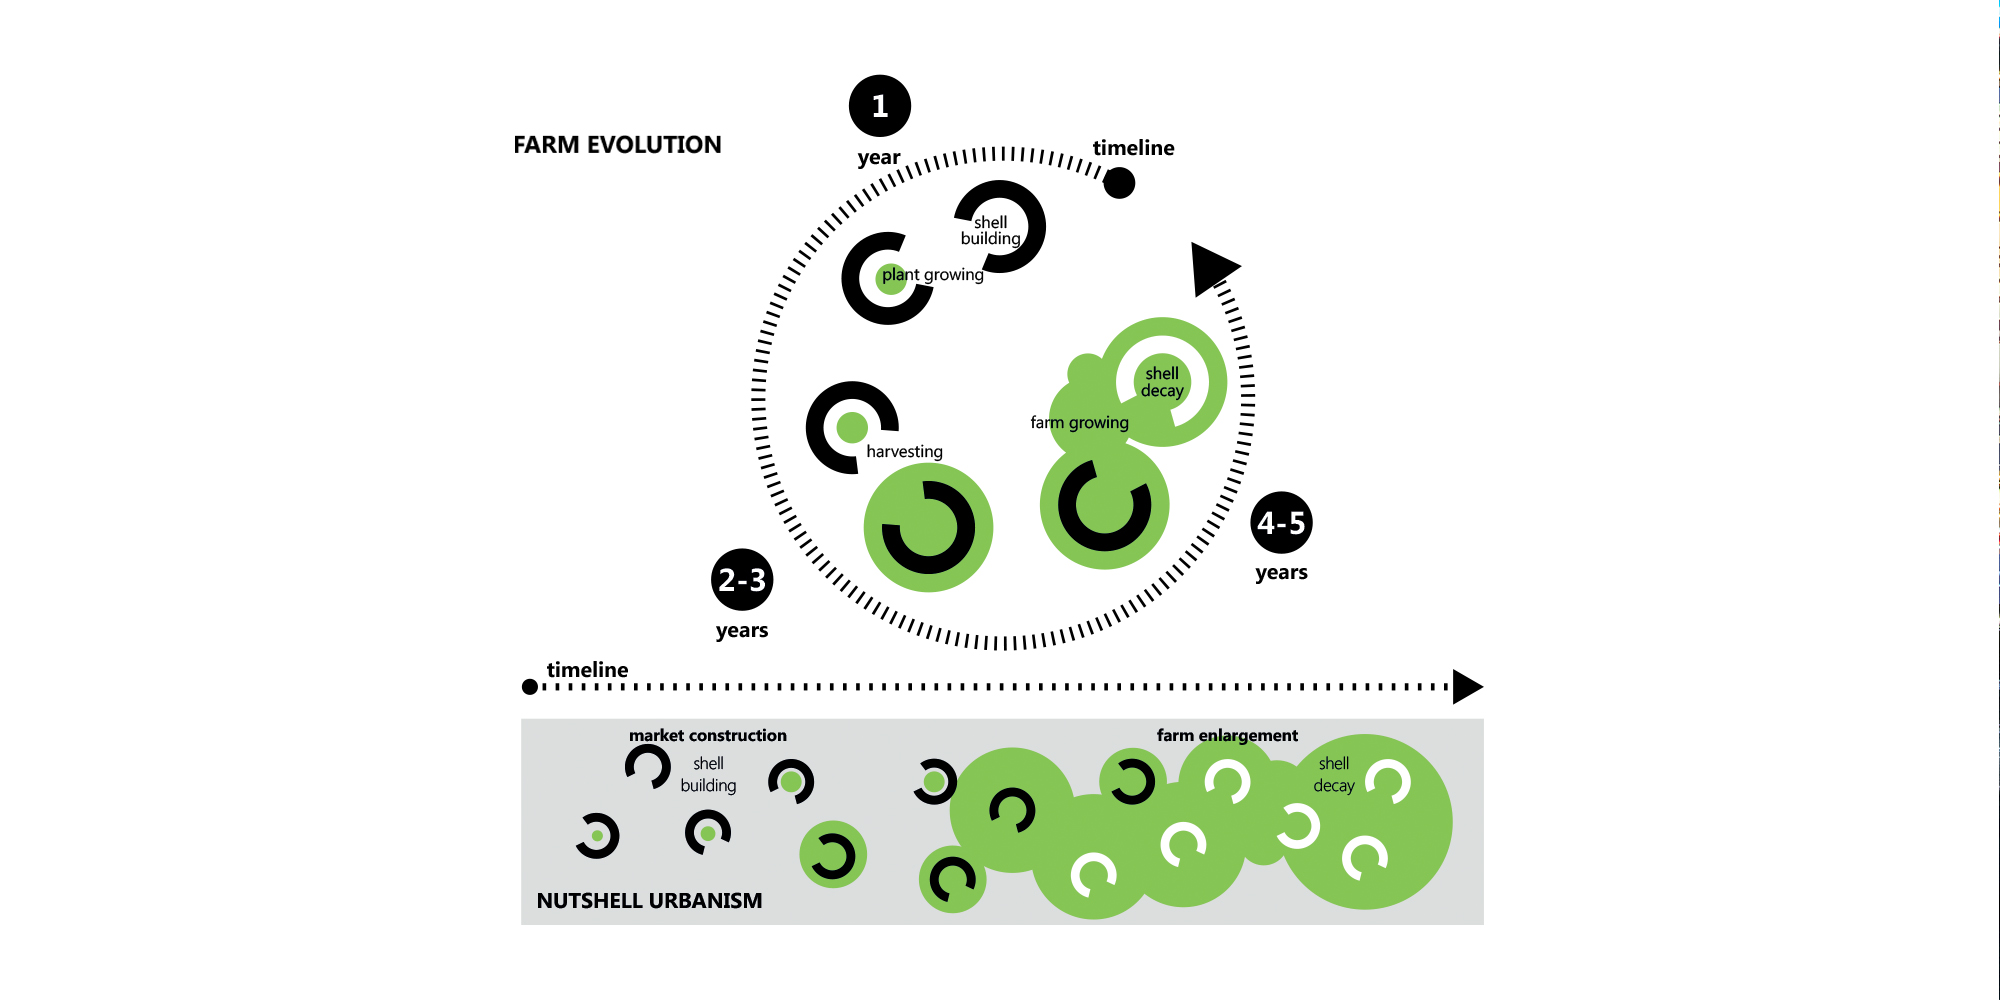 FARM EVOLUTION
1
year
timeline
shell
building
plant growing
shell
decay
farm growing
harvesting
4-5
years
2-3
years
timeline
market construction
farm enlargement
shell
building
shell
decay
NUTSHELL URBANISM